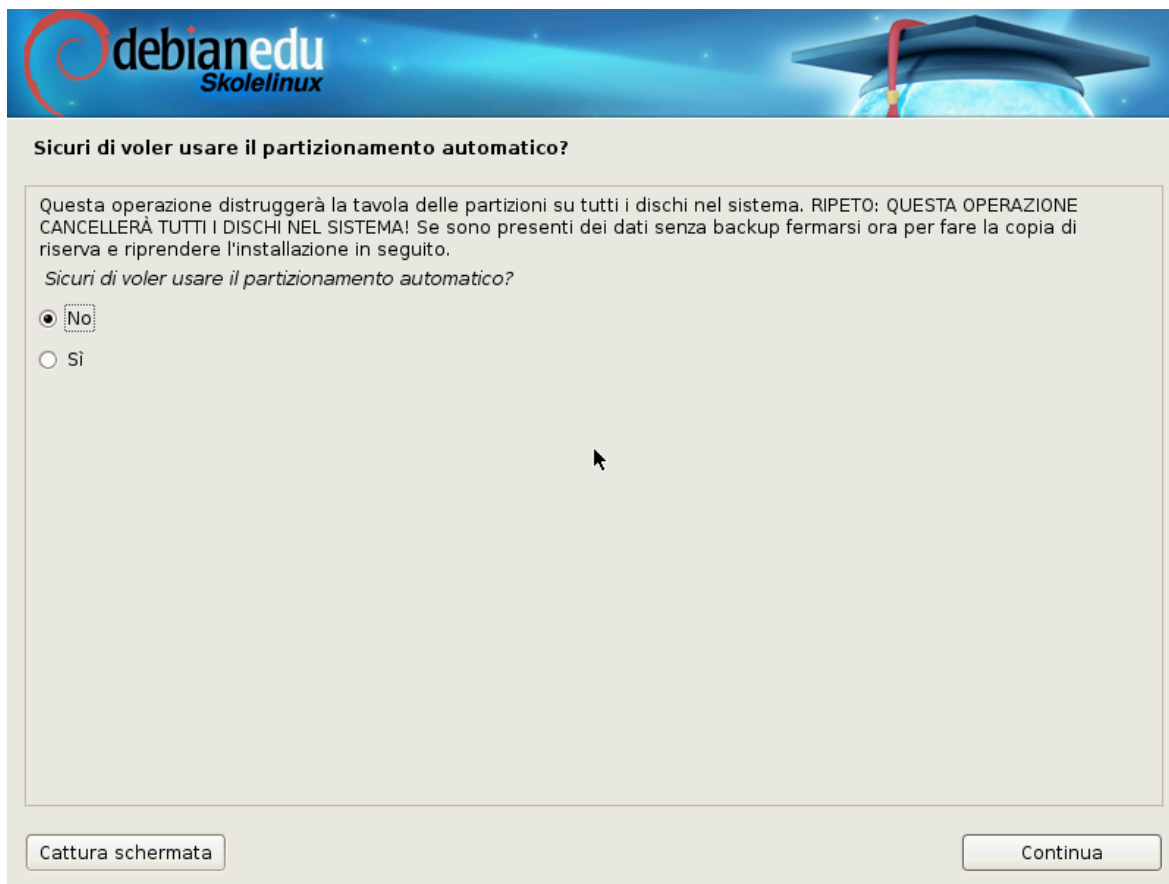 debianedu
Skolelinux
Sicuri di voler usare il partizionamento automatico?
Questa operazione distruggerà la tavola delle partizioni su tutti i dischi nel sistema. RIPETO: QUESTA OPERAZIONE
CANCELLERÀ TUTTI I DISCHI NEL SISTEMA! Se sono presenti dei dati senza backup fermarsi ora per fare la copia di
riserva e riprendere l'installazione in seguito.
Sicuri di voler usare il partizionamento automatico?
No
Sì
Cattura schermata
Continua